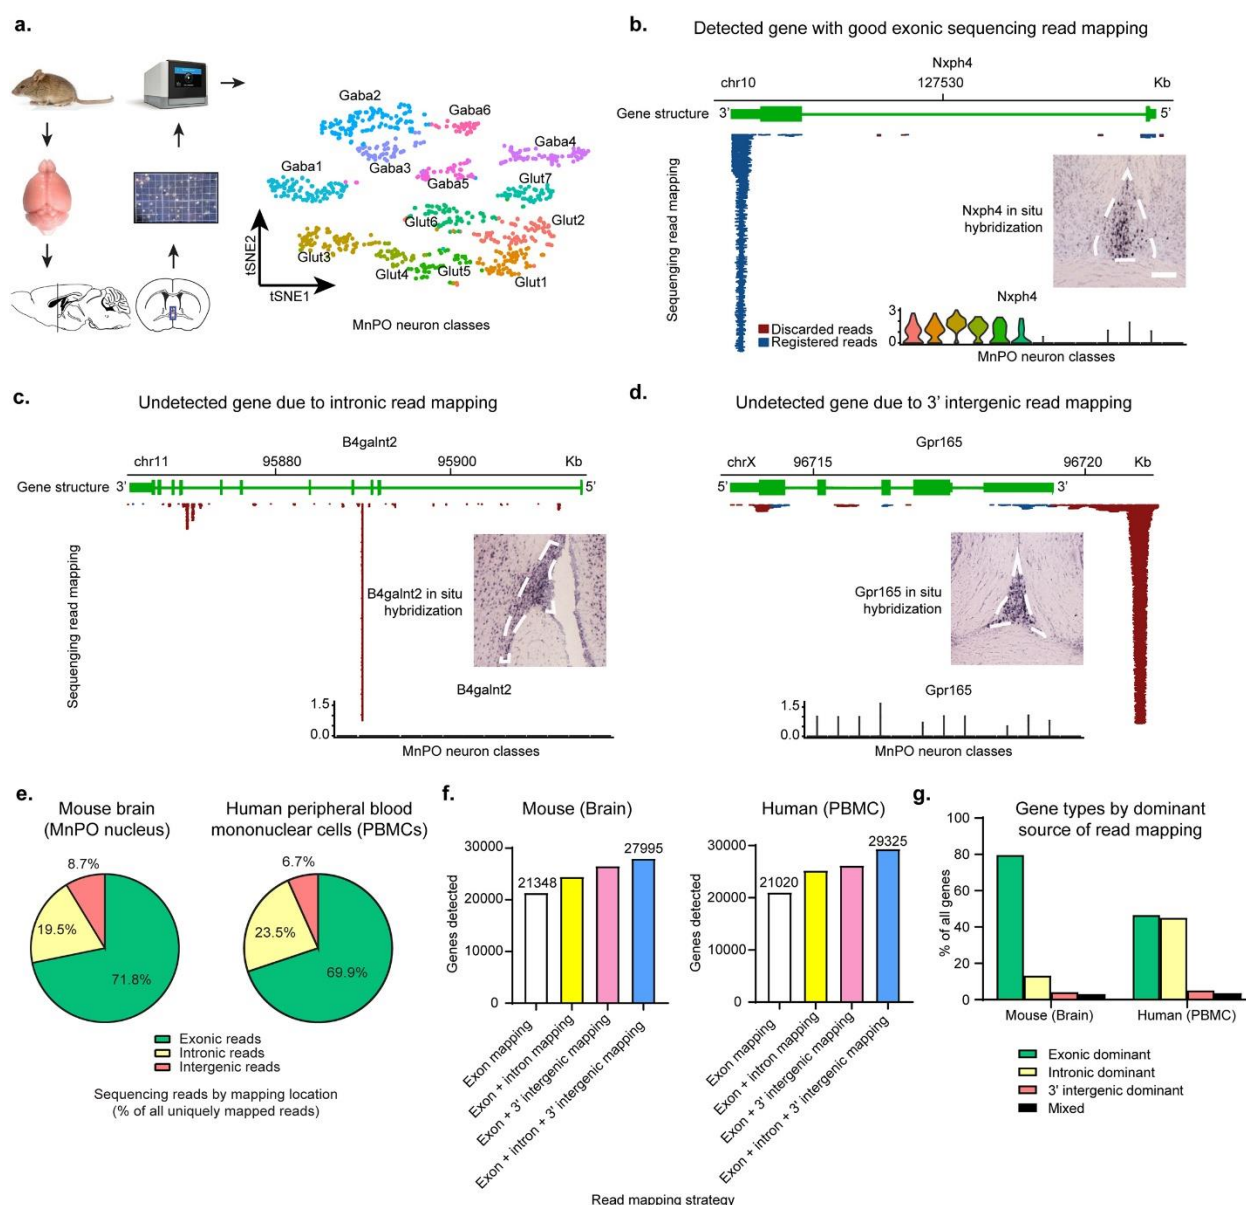 a.
Gaba2
Gaba6
Gaba1
Gaba3
Gaba4
Gaba5
Glut7
Glut6
Glut2
Glut3
Glut4
Glut5
Glut1
tSNE2
tSNE1
MnPO neuron classes
b.
Detected gene with good exonic sequencing read mapping
Nxph4
chr10
127530
Kb
Gene structure
3’
5’
Sequenging read mapping
Nxph4 in situ
hybridization
Discarded reads
Registered reads
Nxph4
3
0
MnPO neuron classes
c.
Undetected gene due to intronic read mapping
B4galnt2
chr11
95880
95900
Kb
Gene structure
3’
5’
Sequenging read mapping
B4galnt2 in situ
hybridization
B4galnt2
1.5
0.0
MnPO neuron classes
d.
Undetected gene due to 3’ intergenic read mapping
Gpr165
chrX
96715
96720
Kb
5’
3’
Gpr165 in situ
hybridization
Gpr165
1.5
0.0
MnPO neuron classes
e.
Mouse brain
(MnPO nucleus)
Human peripheral blood
mononuclear cells (PBMCs)
8.7%
19.5%
71.8%
6.7%
23.5%
69.9%
Exonic reads
Intronic reads
Intergenic reads
Sequencing reads by mapping location
(% of all uniquely mapped reads)
f.
Mouse (Brain)
Genes detected
30000
20000
10000
0
21348
27995
Exon mapping
Exon + intron mapping
Exon + 3’ intergenic mapping
Exon + intron + 3’ intergenic mapping
Human (PBMC)
Genes detected
30000
20000
10000
0
21020
29325
Exon mapping
Exon + intron mapping
Exon + 3’ intergenic mapping
Exon + intron + 3’ intergenic mapping
Read mapping strategy
g.
Gene types by dominant
source of read mapping
% of all genes
80
60
40
20
0
Mouse (Brain)
Human (PBMC)
Exonic dominant
Intronic dominant
3’ intergenic dominant
Mixed